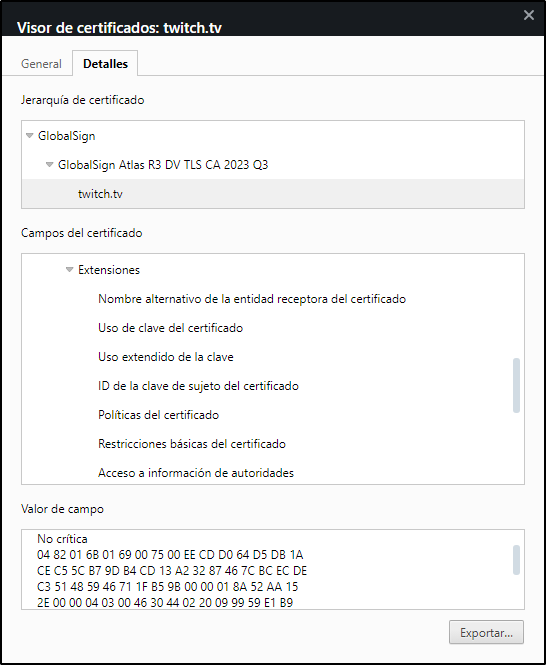 Visor de certificados: twitch.tv
General
Detalles
Jerarquía de certificado
GlobalSign
GlobalSign Atlas R3 DV TLS CA 2023 Q3
twitch.tv
Campos del certificado
Extensiones
Nombre alternativo de la entidad receptora del certificado
Uso de clave del certificado
Uso extendido de la clave
ID de la clave de sujeto del certificado
Políticas del certificado
Restricciones básicas del certificado
Acceso a información de autoridades
Valor de campo
No crítica
04 82 01 6B 01 69 00 75 00 EE CD D0 64 D5 DB 1A
CE C5 5C B7 9D B4 CD 13 A2 32 87 46 7C BC EC DE
C3 51 48 59 46 71 1F B5 9B 00 00 01 8A 52 AA 15
2E 00 00 04 03 00 46 30 44 02 20 09 99 59 E1 B9
Exportar...